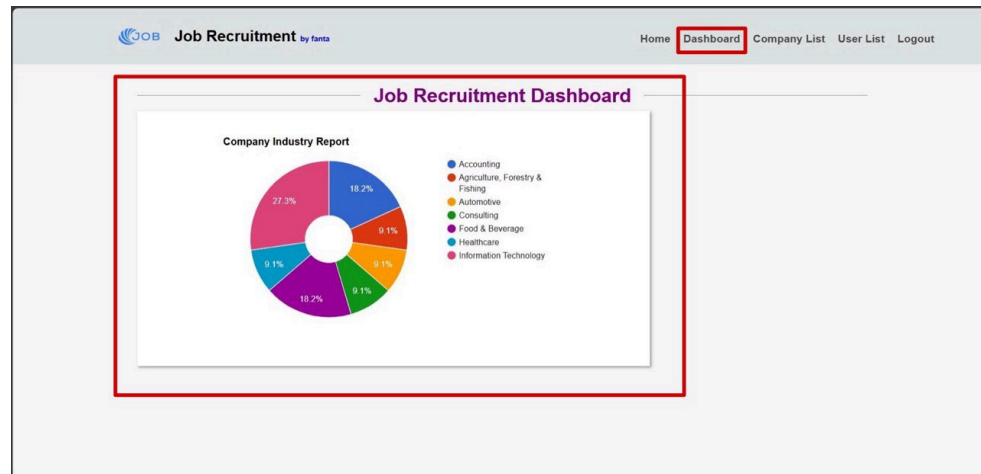 JOB Job Recruitment by fanta
Home Dashboard Company List User List Logout
Job Recruitment Dashboard
Company Industry Report
27.3%
18.2%
9.1%
9.1%
9.1%
18.2%
9.1%
Accounting
Agriculture, Forestry &
Fishing
Automotive
Consulting
Food & Beverage
Healthcare
Information Technology